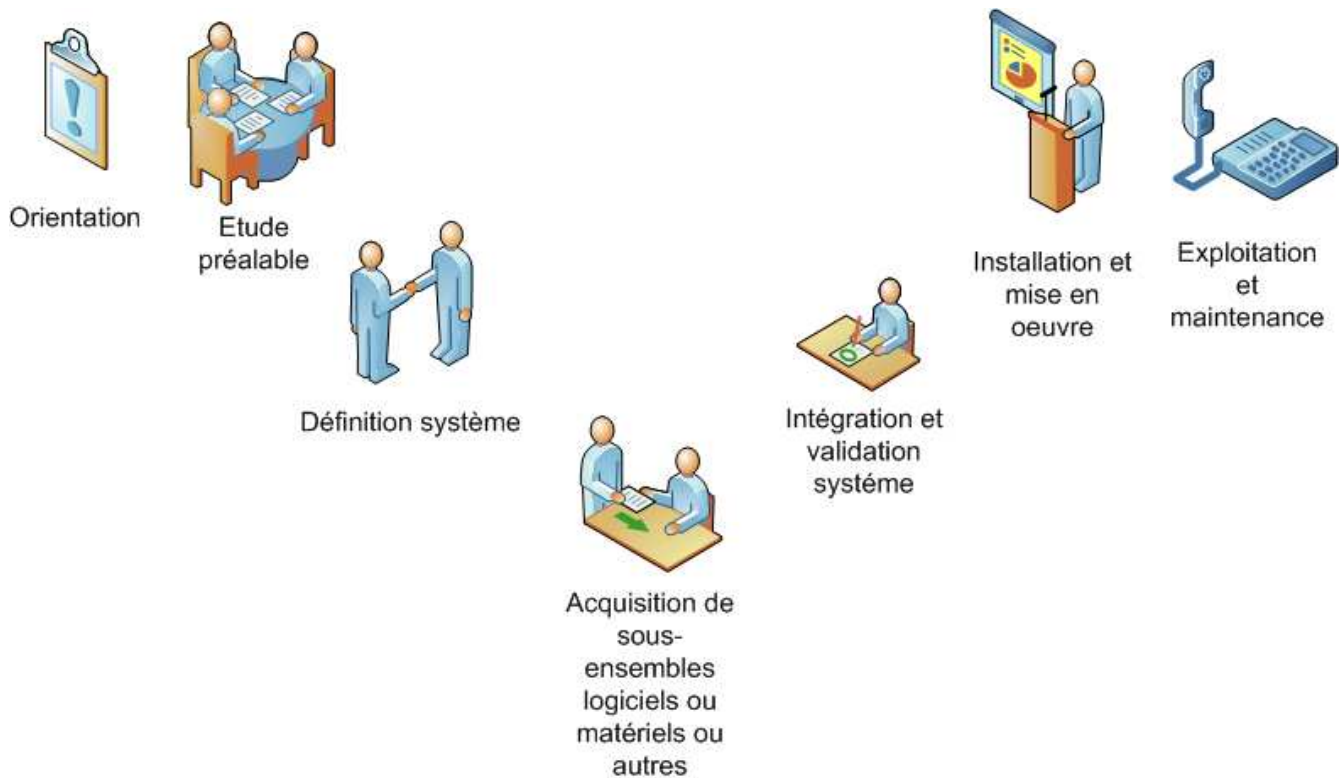 Orientation
Etude
préalable
Définition système
Acquisition de
sous-
ensembles
logiciels ou
matériels ou
autres
Intégration et
validation
systéme
Installation et
mise en
oeuvre
Exploitation
et
maintenance